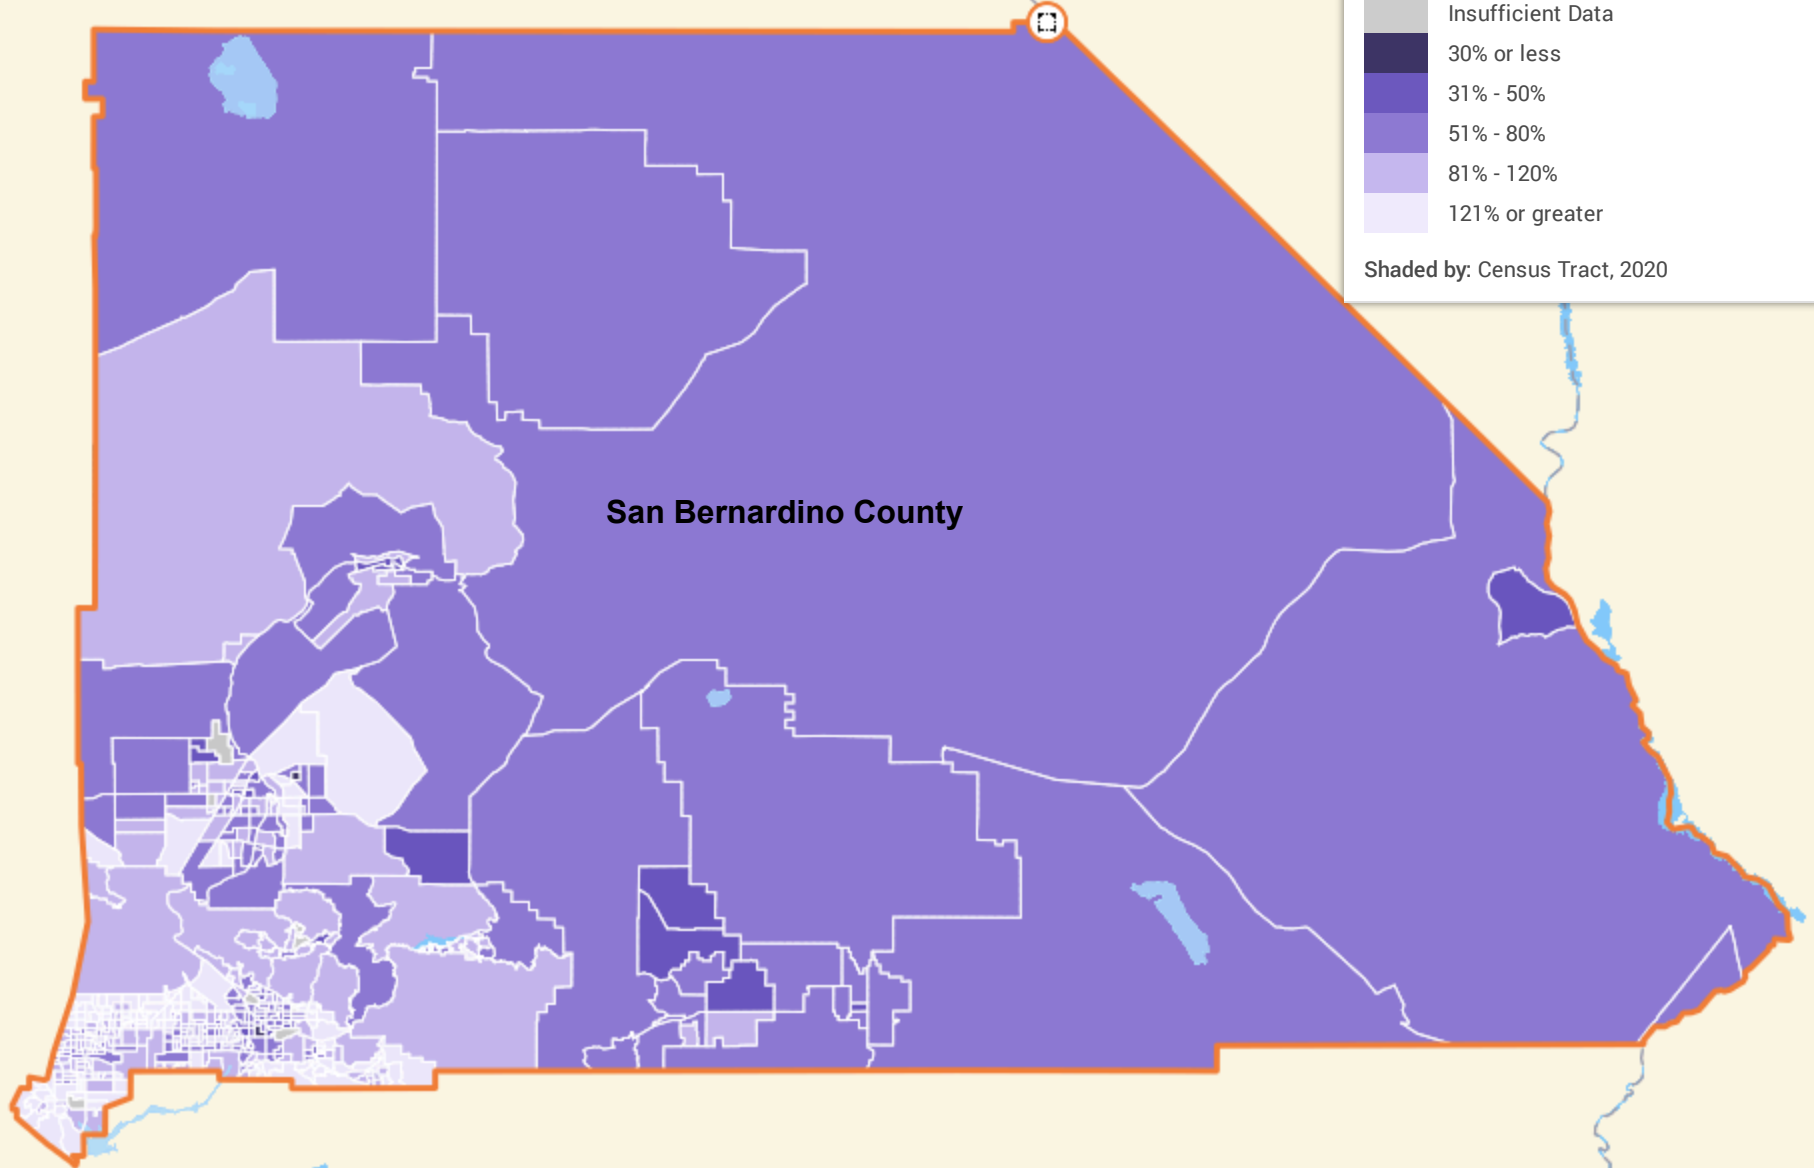 Insufficient Data
30% or less
31% - 50%
51% - 80%
81% - 120%
121% or greater
Shaded by: Census Tract, 2020
San Bernardino County